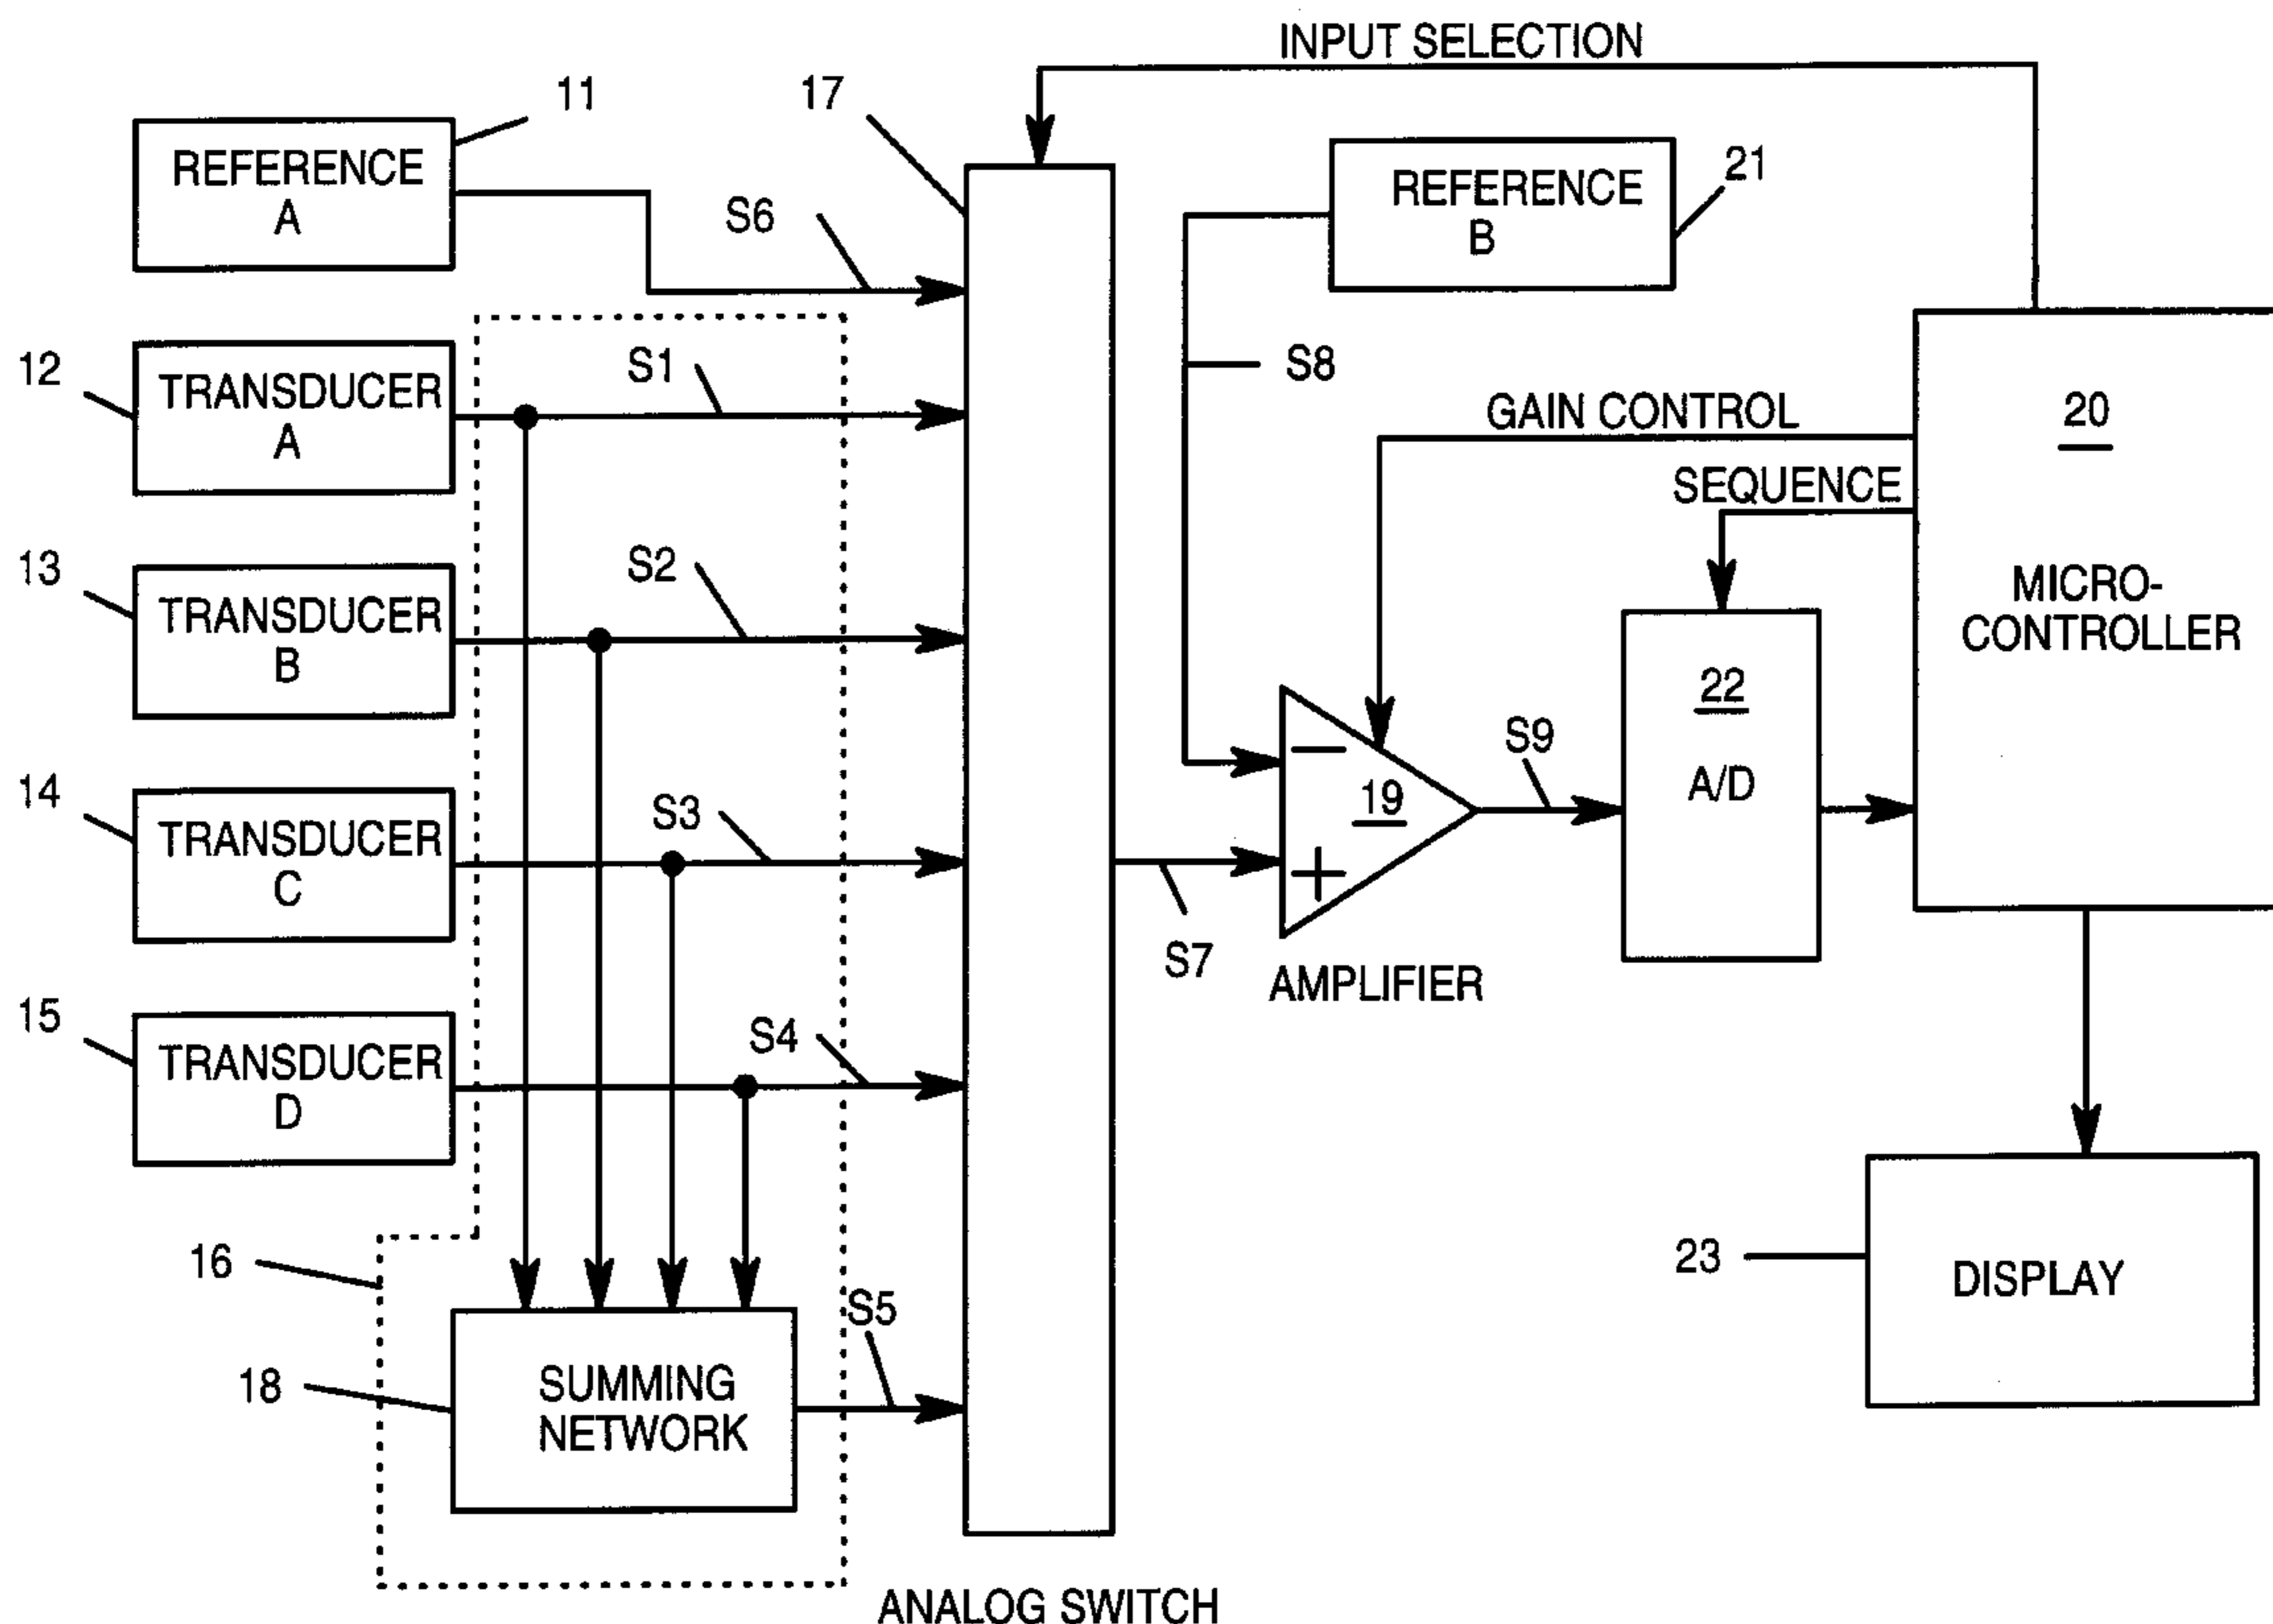 INPUT SELECTION
11
17
REFERENCE
A
21
REFERENCE
B
S6
12
S1
S8
TRANSDUCER
A
GAIN CONTROL
20
SEQUENCE
13
S2
TRANSDUCER
B
MICRO-
CONTROLLER
22
S9
14
S3
A/D
19
TRANSDUCER
C
−
+
S7
AMPLIFIER
15
S4
TRANSDUCER
D
16
23
DISPLAY
S5
18
SUMMING
NETWORK
ANALOG SWITCH